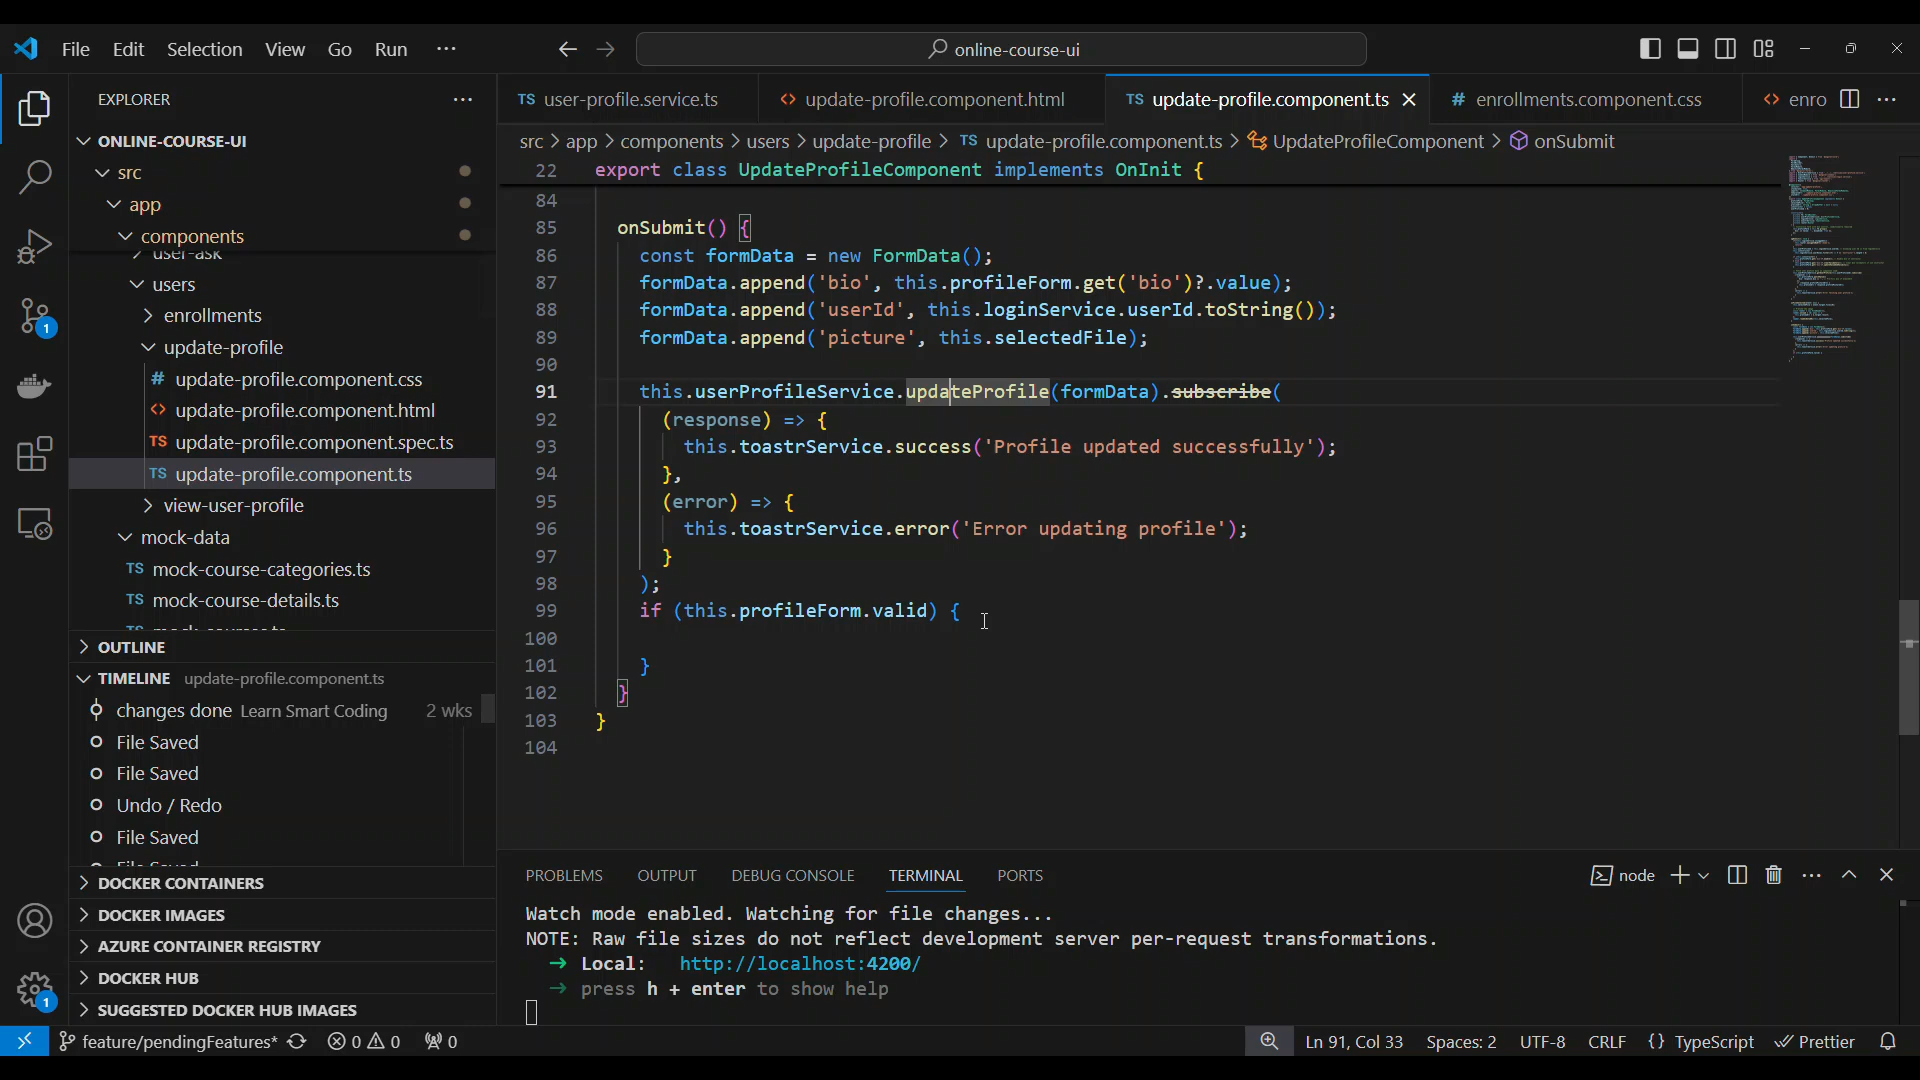 File Edit Selection View Go Run ···
online-course-ui
EXPLORER ···
ONLINE-COURSE-UI
src
app
components
user-ask
users
enrollments
update-profile
# update-profile.component.css
<> update-profile.component.html
TS update-profile.component.spec.ts
TS update-profile.component.ts
view-user-profile
mock-data
TS mock-course-categories.ts
TS mock-course-details.ts
OUTLINE
TIMELINE update-profile.component.ts
changes done Learn Smart Coding 2 wks
File Saved
File Saved
Undo / Redo
File Saved
DOCKER CONTAINERS
DOCKER IMAGES
AZURE CONTAINER REGISTRY
DOCKER HUB
SUGGESTED DOCKER HUB IMAGES
1
1
TS user-profile.service.ts <> update-profile.component.html TS update-profile.component.ts # enrollments.component.css <> enro ···
src > app > components > users > update-profile > TS update-profile.component.ts > UpdateProfileComponent > onSubmit
22 export class UpdateProfileComponent implements OnInit {
84
85 onSubmit() {
86 const formData = new FormData();
87 formData.append('bio', this.profileForm.get('bio')?.value);
88 formData.append('userId', this.loginService.userId.toString());
89 formData.append('picture', this.selectedFile);
90
91 this.userProfileService.updateProfile(formData).subscribe(
92 (response) => {
93 this.toastrService.success('Profile updated successfully');
94 },
95 (error) => {
96 this.toastrService.error('Error updating profile');
97 }
98 );
99 if (this.profileForm.valid) {
100
101 }
102 }
103 }
104
PROBLEMS OUTPUT DEBUG CONSOLE TERMINAL PORTS node ···
Watch mode enabled. Watching for file changes...
NOTE: Raw file sizes do not reflect development server per-request transformations.
➜ Local: http://localhost:4200/
➜ press h + enter to show help
feature/pendingFeatures* 0 0 0 Ln 91, Col 33 Spaces: 2 UTF-8 CRLF {} TypeScript Prettier